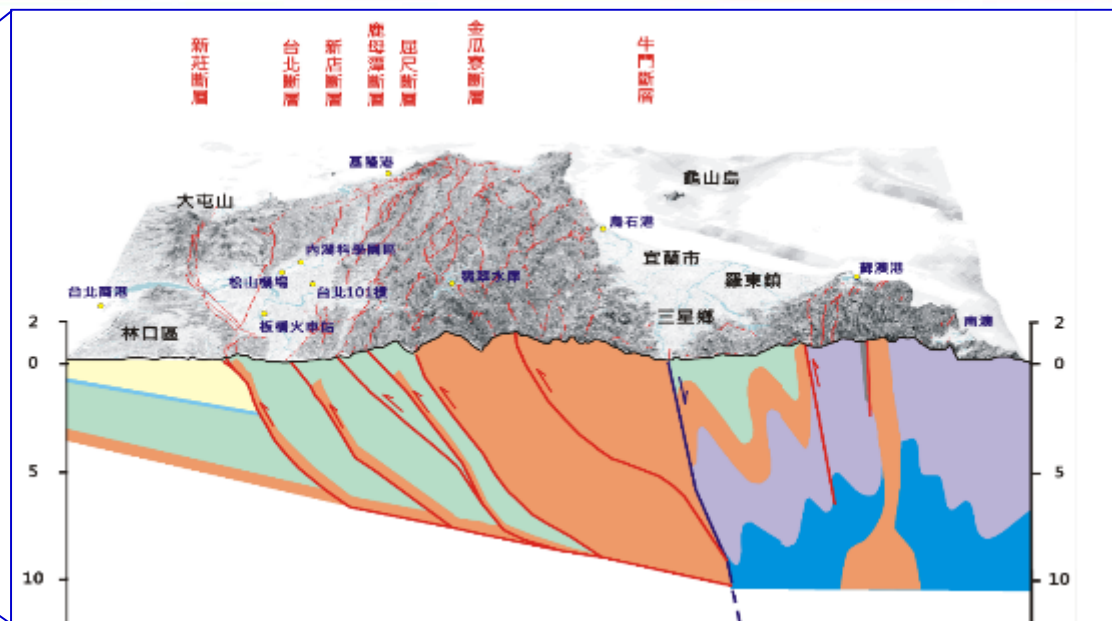 新莊斷層
台北斷層
新店斷層
鹿母潭斷層
屈尺斷層
金瓜寮斷層
牛鬥斷層
基隆港
大屯山
龜山島
烏石港
內湖科學園區
宜蘭市
蘇澳港
松山機場
翡翠水庫
羅東鎮
台北101樓
台北商港
三星鄉
板橋火車站
南澳
林口區
2
2
0
0
5
5
10
10